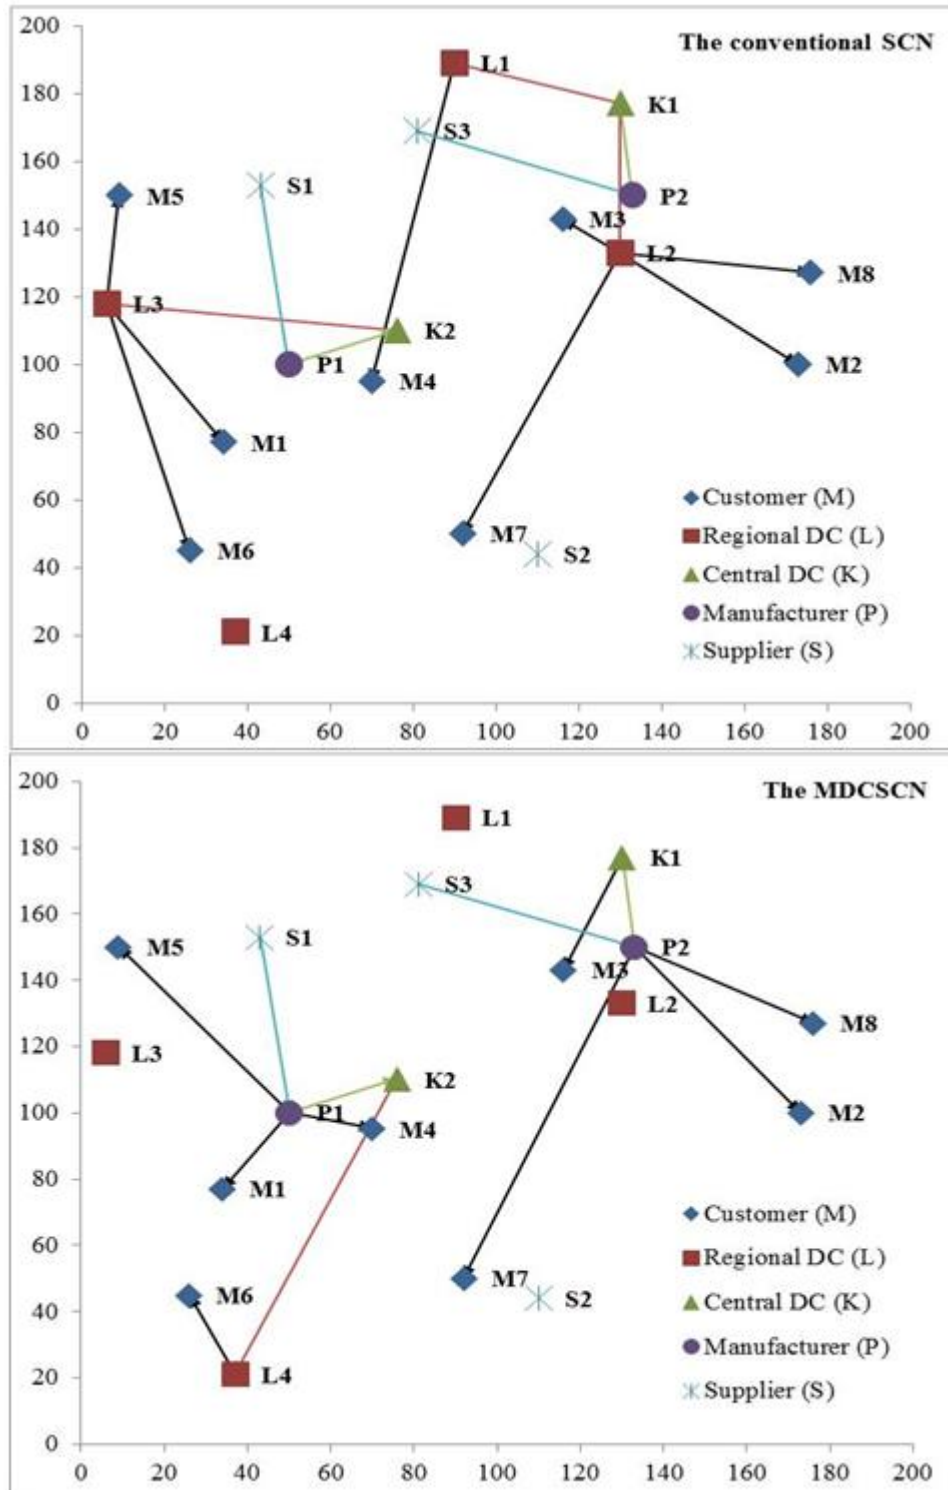 200
The conventional SCN
L1
180
K1
S3
160
S1
M5
P2
M3
140
L2
M8
120
L3
K2
P1
M2
100
M4
80
M1
Customer (M)
60
M7
Regional DC (L)
M6
S2
40
Central DC (K)
Manufacturer (P)
20
L4
Supplier (S)
0
0 20 40 60 80 100 120 140 160 180 200
200
The MDCSCN
L1
180
K1
S3
160
S1
M5
P2
M3
140
L2
M8
120
L3
K2
100
P1
M4
M2
80
M1
Customer (M)
60
Regional DC (L)
M7
M6
S2
Central DC (K)
40
Manufacturer (P)
20
L4
Supplier (S)
0
0 20 40 60 80 100 120 140 160 180 200